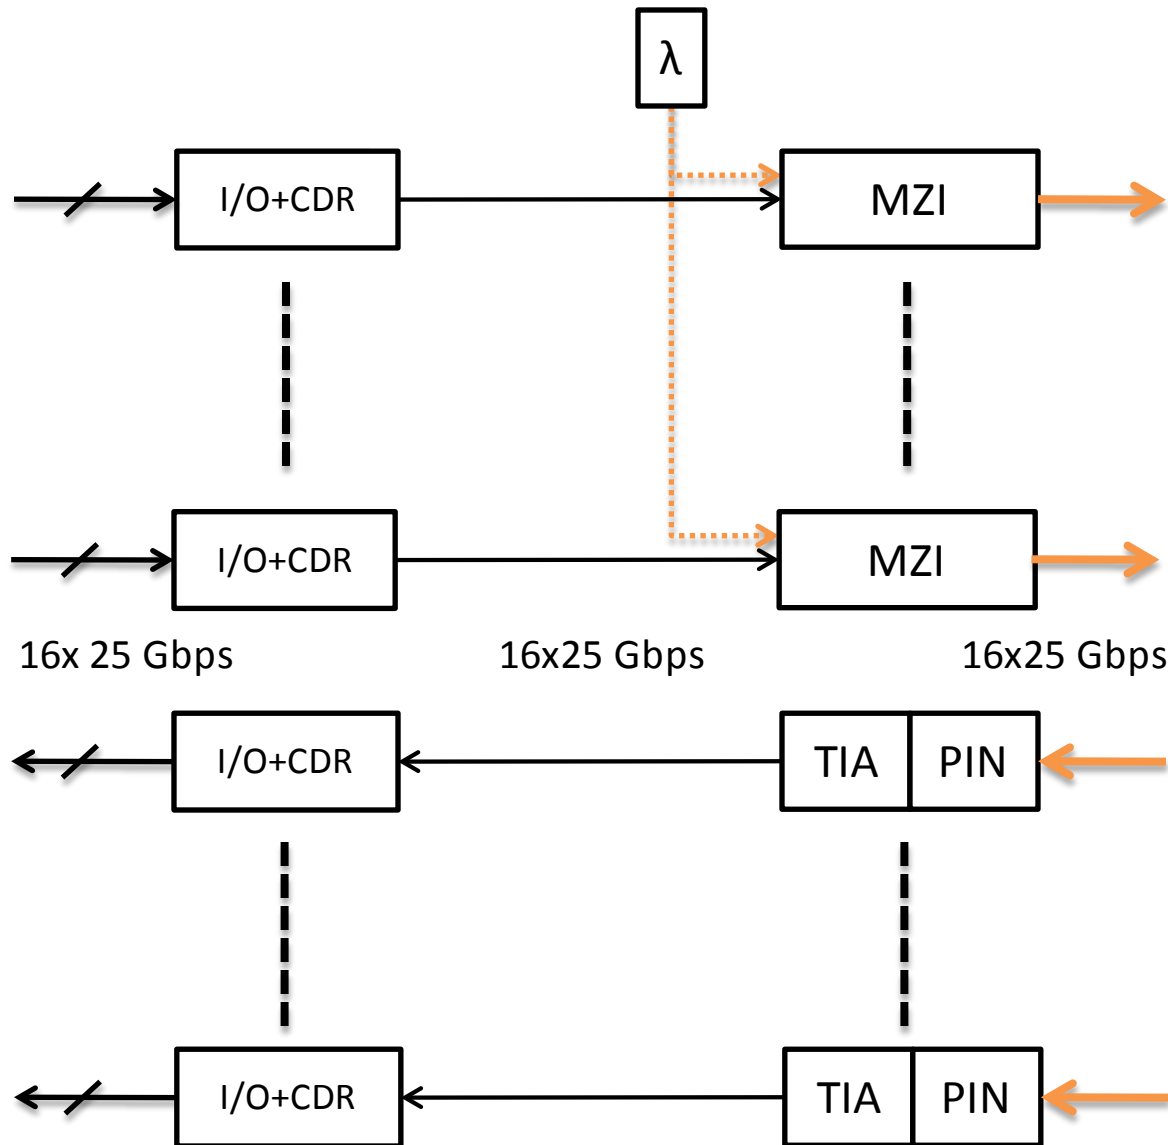 λ
I/O+CDR
MZI
I/O+CDR
MZI
16x 25 Gbps
16x25 Gbps
16x25 Gbps
I/O+CDR
TIA
PIN
I/O+CDR
TIA
PIN